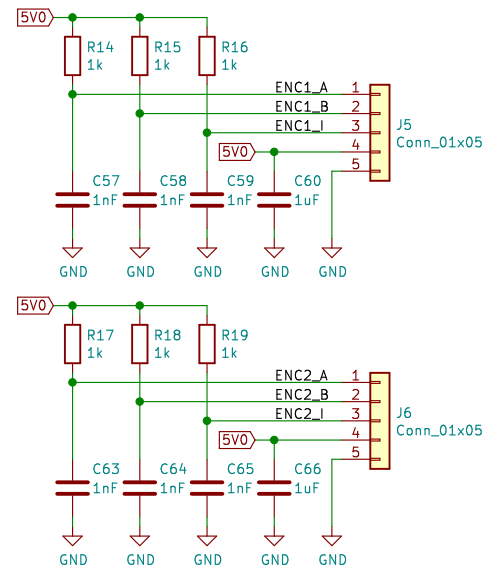 5V0
R14 R15 R16
1k 1k 1k
ENC1_A 1
ENC1_B 2
ENC1_I 3
J5
5V0 4
Conn_01x05
5
C57 C58 C59 C60
1nF 1nF 1nF 1uF
GND GND GND GND GND
5V0
R17 R18 R19
1k 1k 1k
ENC2_A 1
ENC2_B 2
ENC2_I 3
J6
5V0 4
Conn_01x05
5
C63 C64 C65 C66
1nF 1nF 1nF 1uF
GND GND GND GND GND